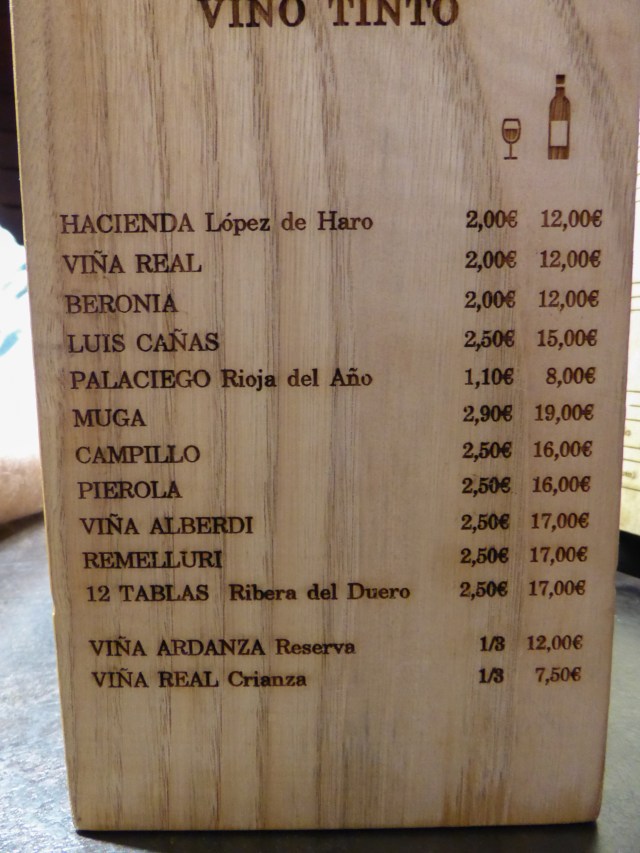 VINO TINTO
HACIENDA López de Haro 2,00€ 12,00€
VIÑA REAL 2,00€ 12,00€
BERONIA 2,00€ 12,00€
LUIS CAÑAS 2,50€ 15,00€
PALACIEGO Rioja del Año 1,10€ 8,00€
MUGA 2,90€ 19,00€
CAMPILLO 2,50€ 16,00€
PIEROLA 2,50€ 16,00€
VIÑA ALBERDI 2,50€ 17,00€
REMELLURI 2,50€ 17,00€
12 TABLAS Ribera del Duero 2,50€ 17,00€
VIÑA ARDANZA Reserva 1/3 12,00€
VIÑA REAL Crianza 1/3 7,50€